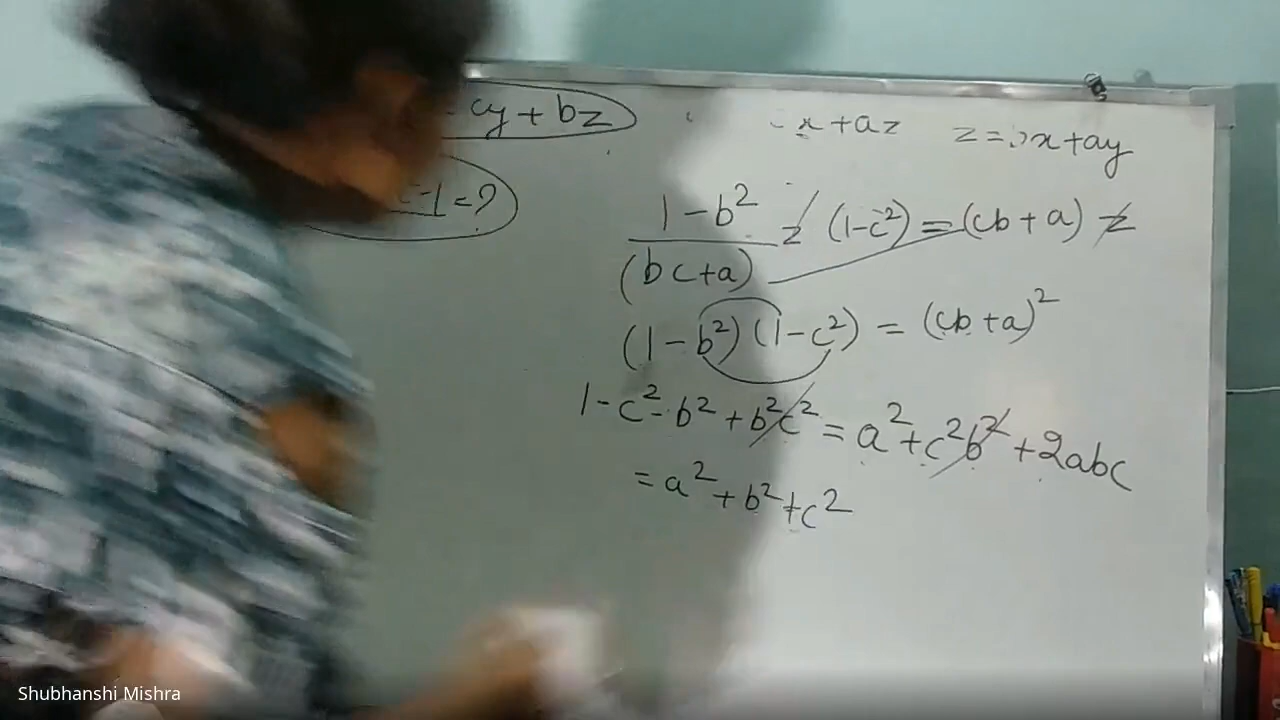 cy + bz
x + az z = x + ay
-1 = ?
1 - b² / (bc + a) z (1 - c²) = (cb + a) z
(1 - b²) (1 - c²) = (cb + a)²
1 - c² - b² + b²c² = a² + c²b² + 2abc
= a² + b² + c²
Shubhanshi Mishra